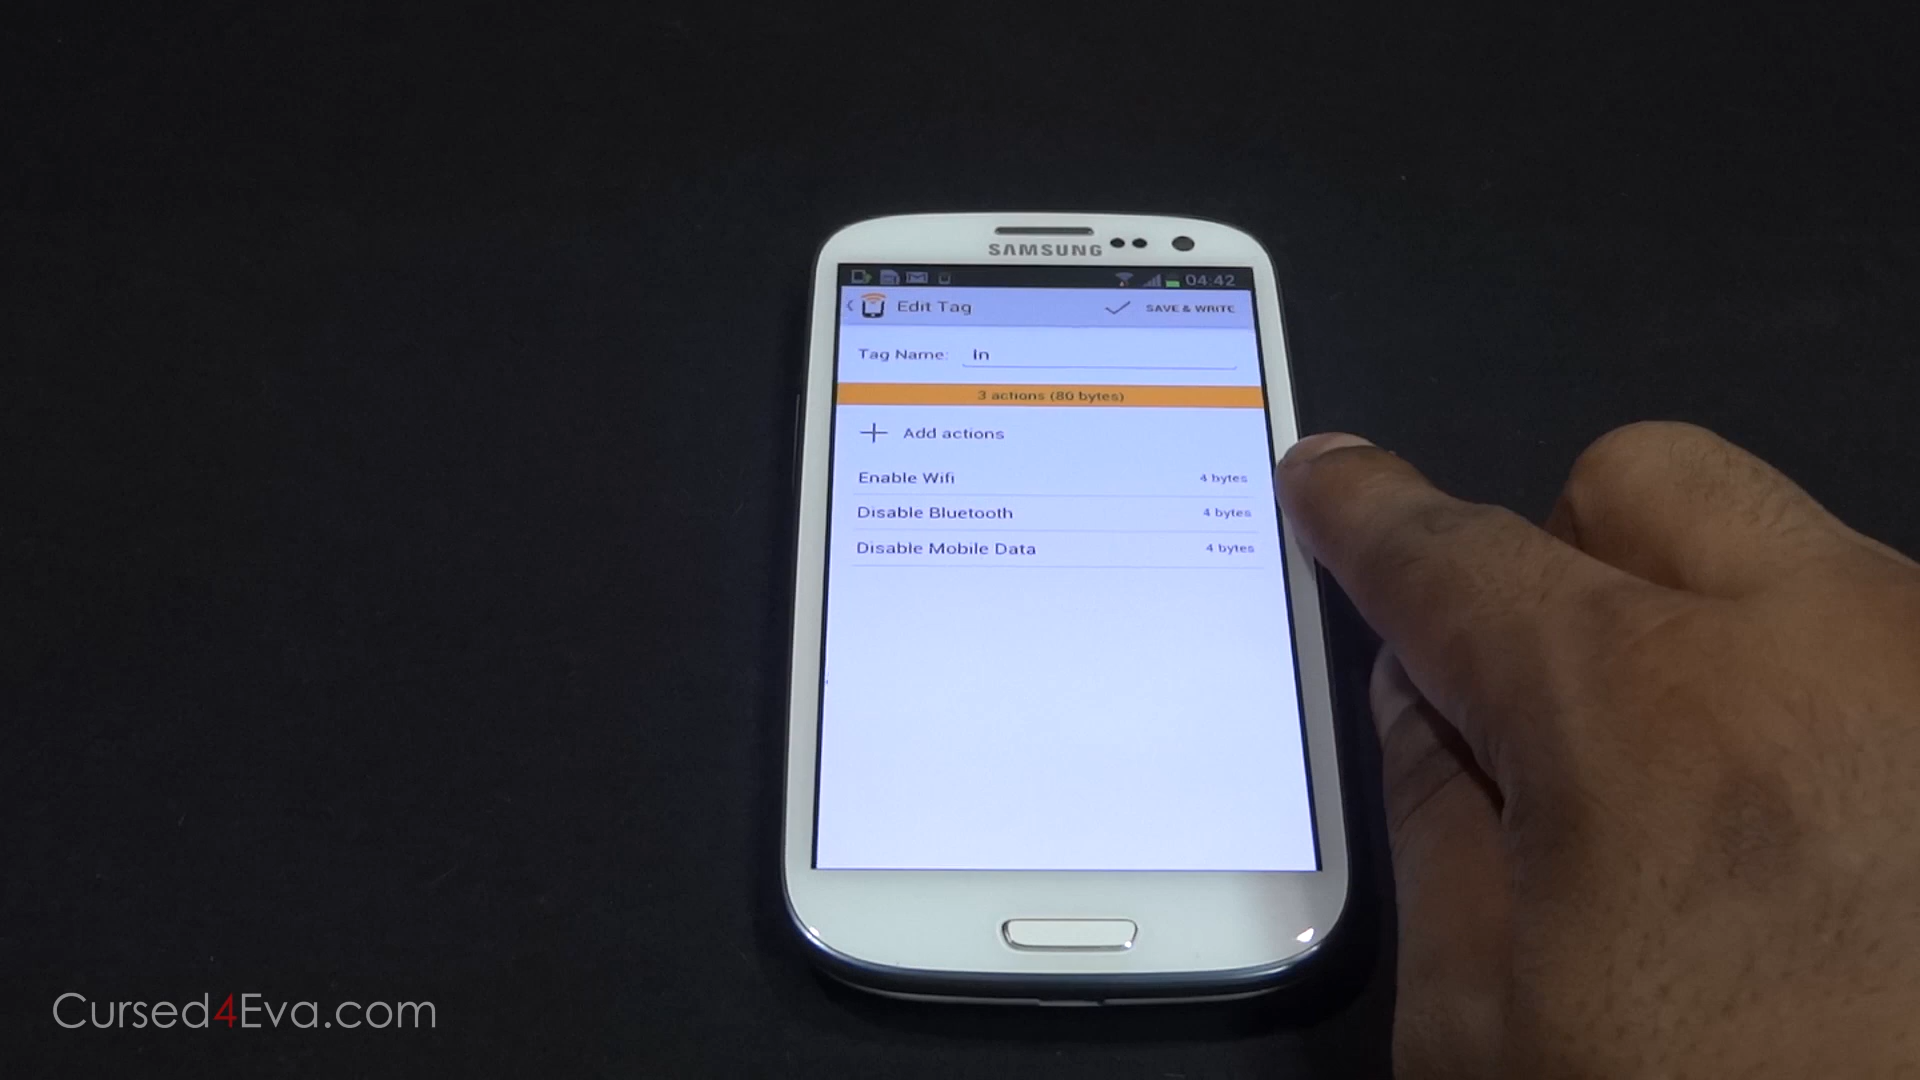 SAMSUNG
04:42
Edit Tag
SAVE & WRITE
Tag Name: In
3 actions (80 bytes)
Add actions
Enable Wifi 4 bytes
Disable Bluetooth 4 bytes
Disable Mobile Data 4 bytes
Cursed4Eva.com